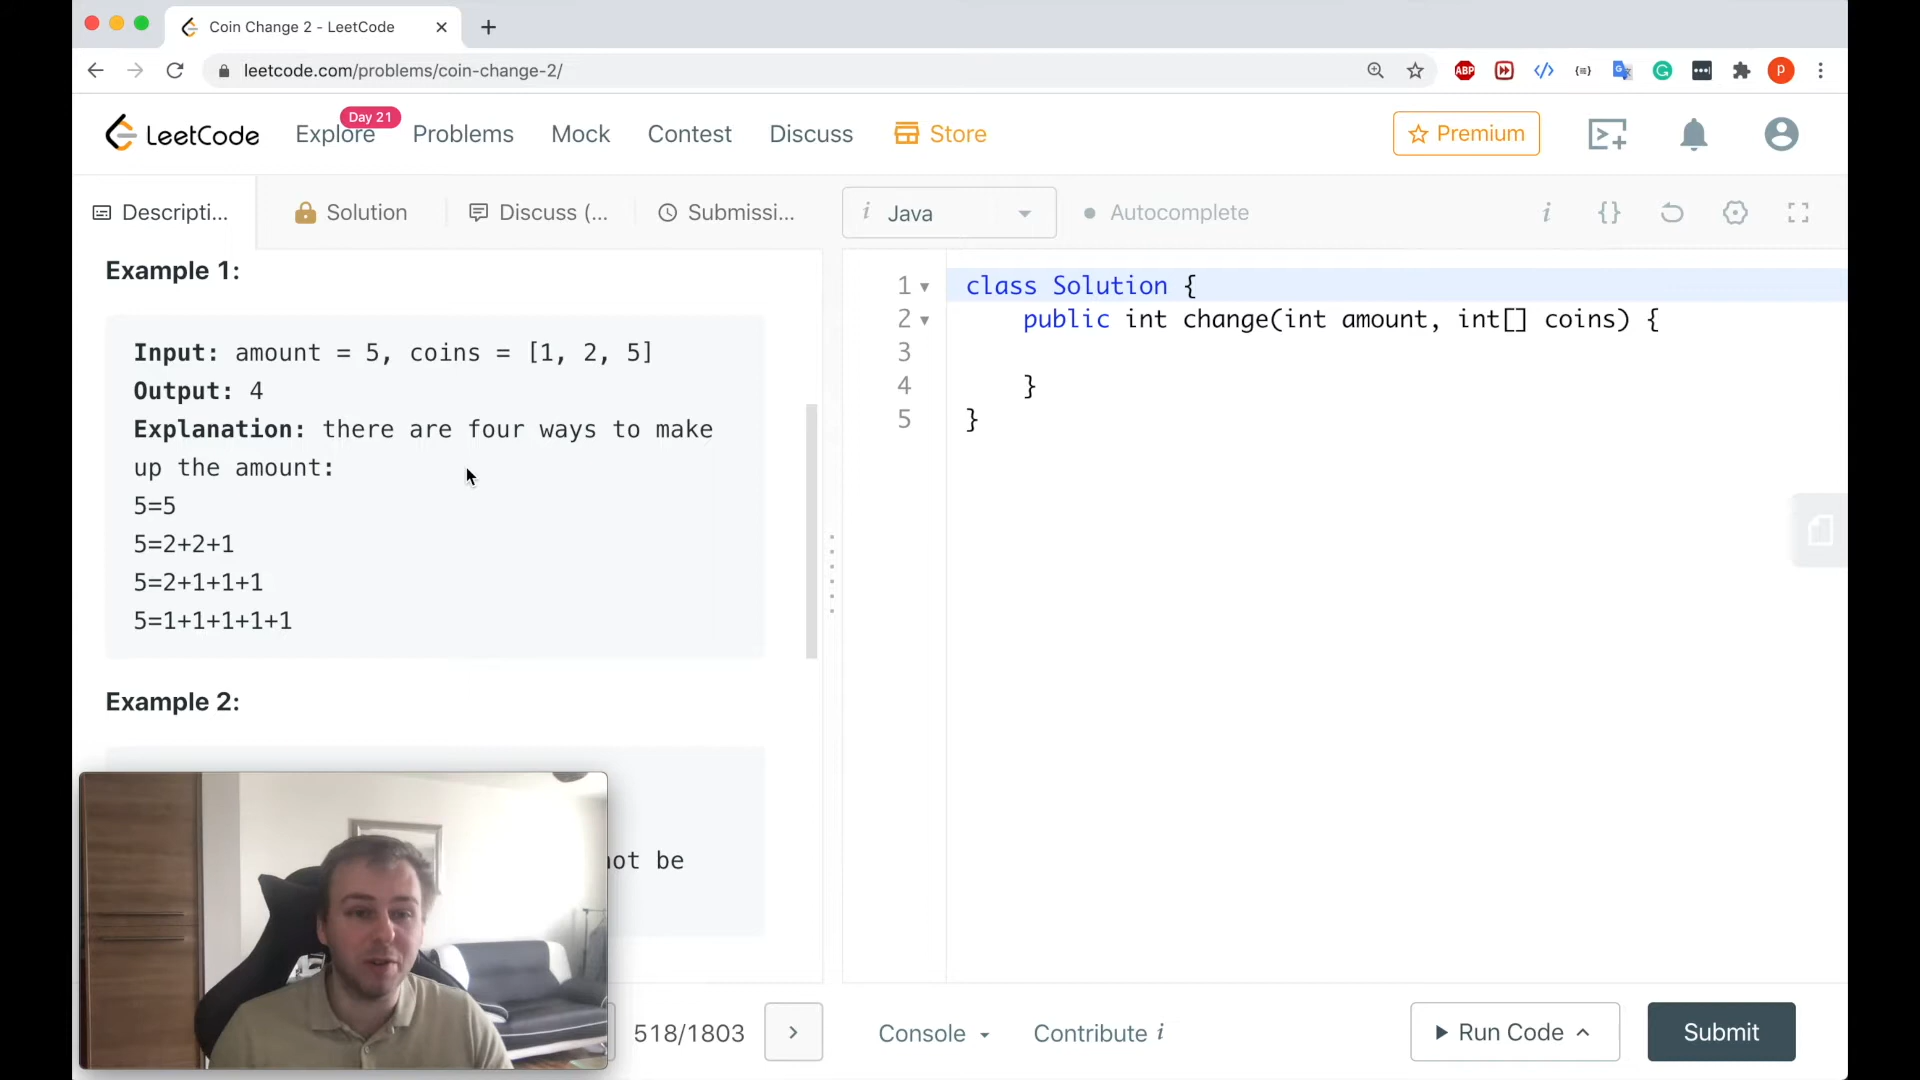 Coin Change 2 - LeetCode
leetcode.com/problems/coin-change-2/
ABP
P
LeetCode
Explore
Day 21
Problems
Mock
Contest
Discuss
Store
Premium
Descripti...
Solution
Discuss (...
Submissi...
i Java
Autocomplete
i {}
Example 1:
Input: amount = 5, coins = [1, 2, 5]
Output: 4
Explanation: there are four ways to make
up the amount:
5=5
5=2+2+1
5=2+1+1+1
5=1+1+1+1+1
Example 2:
not be
1 class Solution {
2 public int change(int amount, int[] coins) {
3
4 }
5 }
518/1803
Console
Contribute i
Run Code
Submit